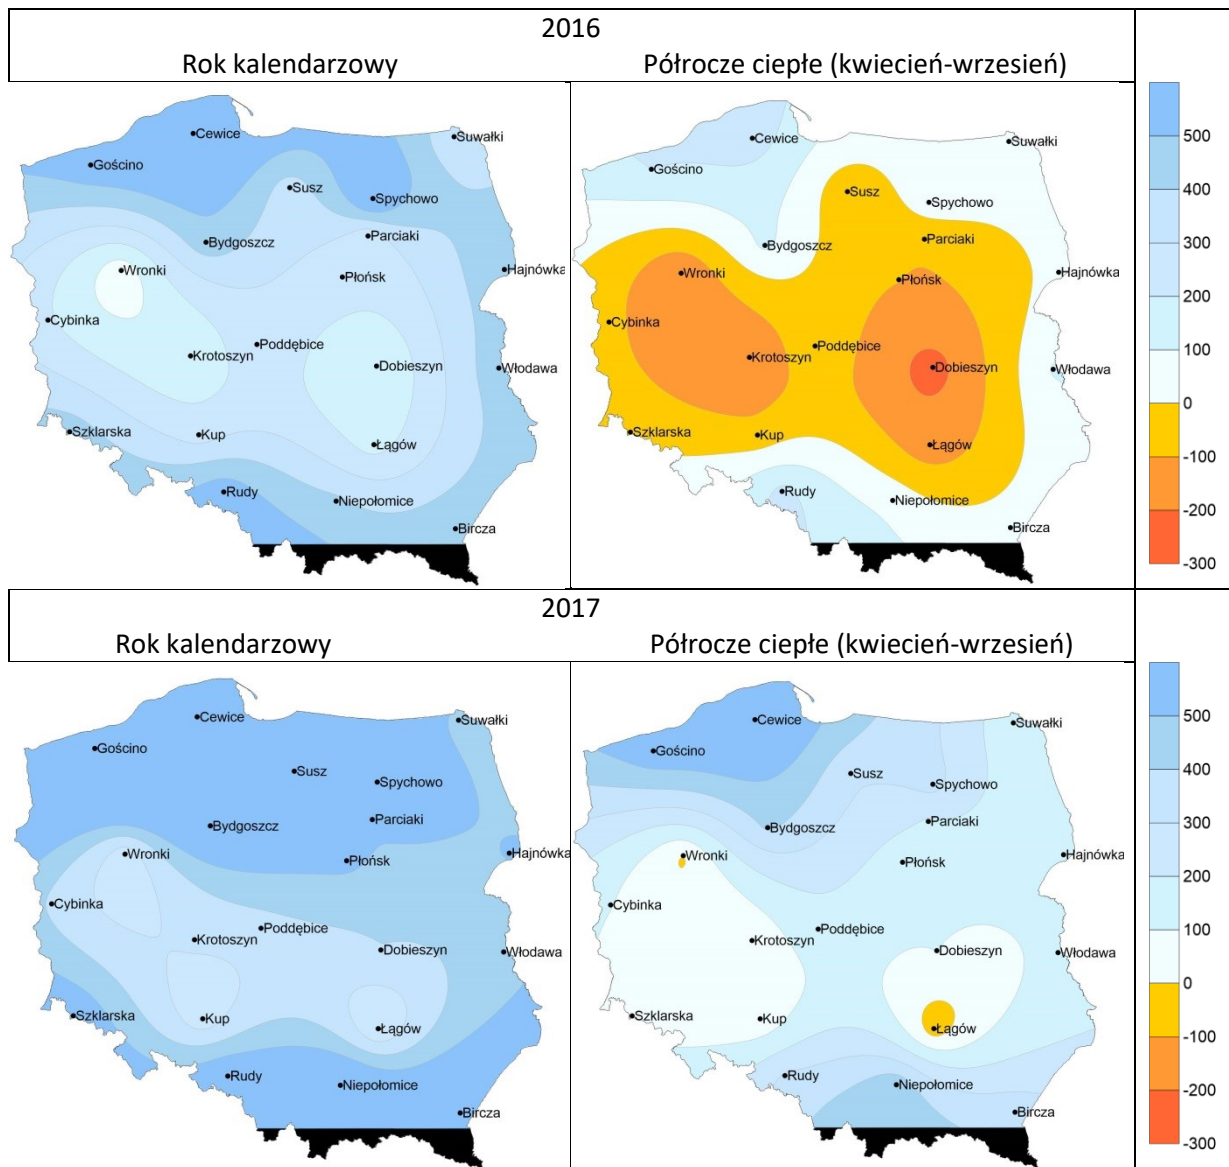 2016
Rok kalendarzowy
Półrocze ciepłe (kwiecień-wrzesień)
Cewice
Gościno
Suwałki
Susz
Spychowo
Bydgoszcz
Parciaki
Wronki
Płońsk
Hajnówka
Cybinka
Krotoszyn
Poddębice
Dobieszyn
Włodawa
Szklarska
Kup
Łągów
Rudy
Niepołomice
Bircza
Cewice
Gościno
Suwałki
Susz
Spychowo
Bydgoszcz
Parciaki
Wronki
Płońsk
Hajnówka
Cybinka
Krotoszyn
Poddębice
Dobieszyn
Włodawa
Szklarska
Kup
Łągów
Rudy
Niepołomice
Bircza
500
400
300
200
100
0
-100
-200
-300
2017
Rok kalendarzowy
Półrocze ciepłe (kwiecień-wrzesień)
Cewice
Gościno
Suwałki
Susz
Spychowo
Bydgoszcz
Parciaki
Wronki
Płońsk
Hajnówka
Cybinka
Krotoszyn
Poddębice
Dobieszyn
Włodawa
Szklarska
Kup
Łągów
Rudy
Niepołomice
Bircza
Cewice
Gościno
Suwałki
Susz
Spychowo
Bydgoszcz
Parciaki
Wronki
Płońsk
Hajnówka
Cybinka
Krotoszyn
Poddębice
Dobieszyn
Włodawa
Szklarska
Kup
Łągów
Rudy
Niepołomice
Bircza
500
400
300
200
100
0
-100
-200
-300